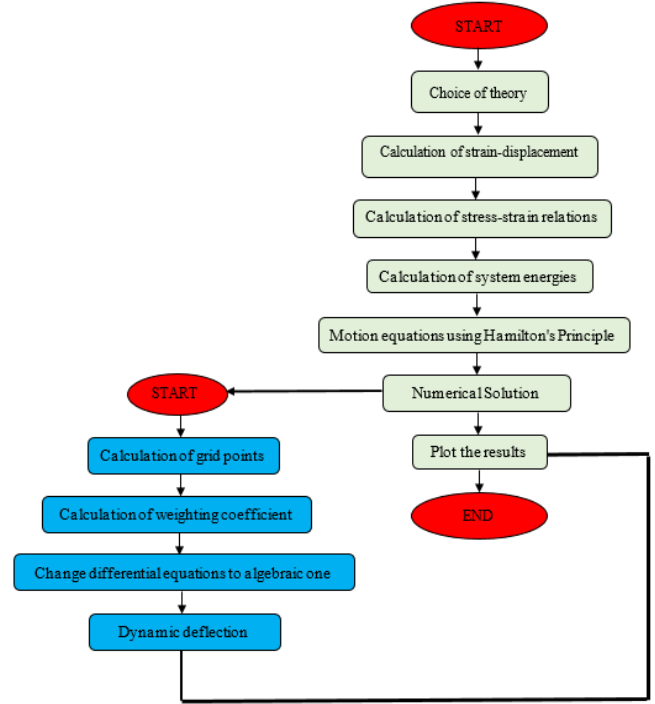 START
Choice of theory
Calculation of strain-displacement
Calculation of stress-strain relations
Calculation of system energies
Motion equations using Hamilton's Principle
Numerical Solution
Plot the results
END
START
Calculation of grid points
Calculation of weighting coefficient
Change differential equations to algebraic one
Dynamic deflection